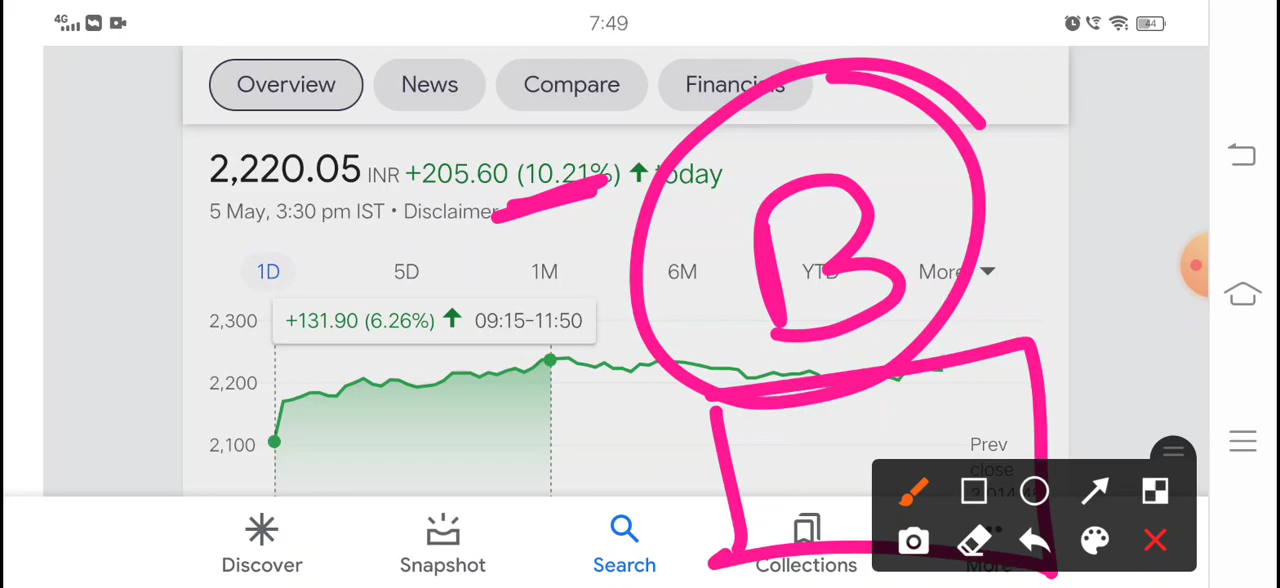 4G 7:49 44
Overview News Compare Financials
2,220.05 INR +205.60 (10.21%) today
5 May, 3:30 pm IST • Disclaimer
1D 5D 1M 6M YTD More
+131.90 (6.26%) 09:15–11:50
B
2,300
2,200
2,100
Prev
close
Discover Snapshot Search Collections More